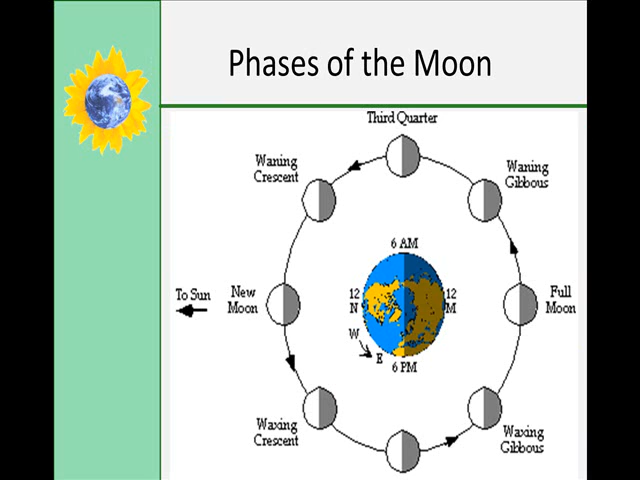 Phases of the Moon
Third Quarter
Waning
Crescent
Waning
Gibbous
6 AM
To Sun
New
Moon
12
N
12
M
Full
Moon
W
E
6 PM
Waxing
Crescent
Waxing
Gibbous